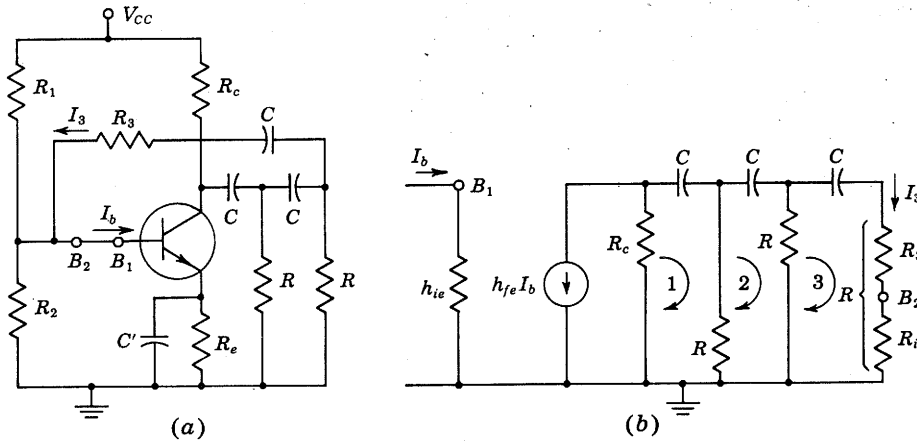 V_CC
R_1
R_c
I_3
R_3
C
C
C
I_b
B_2
B_1
R_2
C'
R_e
R
R
(a)
I_b
B_1
h_ie
h_fe I_b
R_c
C
C
C
1
2
3
R
R
R
I_3
B_2
R_i
(b)